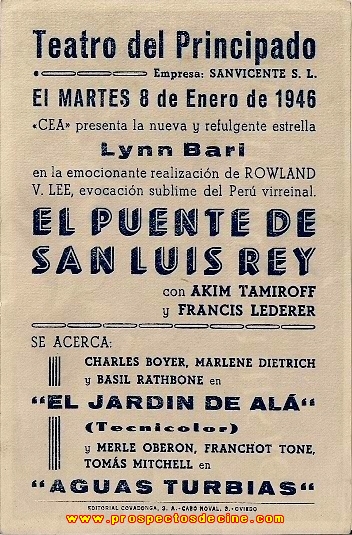 Teatro del Principado
Empresa: SANVICENTE S. L.
El MARTES 8 de Enero de 1946
«CEA» presenta la nueva y refulgente estrella
Lynn Bari
en la emocionante realización de ROWLAND
V. LEE, evocación sublime del Perú virreinal.
EL PUENTE DE
SAN LUIS REY
con AKIM TAMIROFF
y FRANCIS LEDERER
SE ACERCA:
CHARLES BOYER, MARLENE DIETRICH
y BASIL RATHBONE en
"EL JARDIN DE ALÁ"
(Tecnicolor)
y MERLE OBERON, FRANCHOT TONE,
TOMÁS MITCHELL en
"AGUAS TURBIAS"
EDITORIAL COVADONGA, S. A.-CABO NOVAL, 3.-OVIEDO
www.prospectosdecine.com